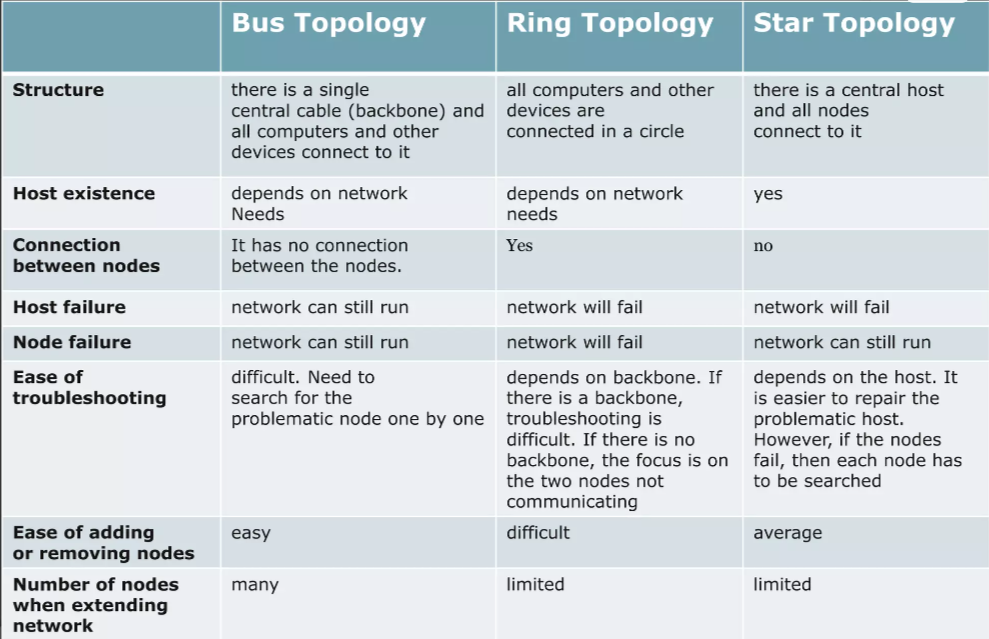 Bus Topology
Ring Topology
Star Topology
Structure
there is a single
central cable (backbone) and
all computers and other
devices connect to it
all computers and other
devices are
connected in a circle
there is a central host
and all nodes
connect to it
Host existence
depends on network
Needs
depends on network
needs
yes
Connection
between nodes
It has no connection
between the nodes.
Yes
no
Host failure
network can still run
network will fail
network will fail
Node failure
network can still run
network will fail
network can still run
Ease of
troubleshooting
difficult. Need to
search for the
problematic node one by one
depends on backbone. If
there is a backbone,
troubleshooting is
difficult. If there is no
backbone, the focus is on
the two nodes not
communicating
depends on the host. It
is easier to repair the
problematic host.
However, if the nodes
fail, then each node has
to be searched
Ease of adding
or removing nodes
easy
difficult
average
Number of nodes
when extending
network
many
limited
limited